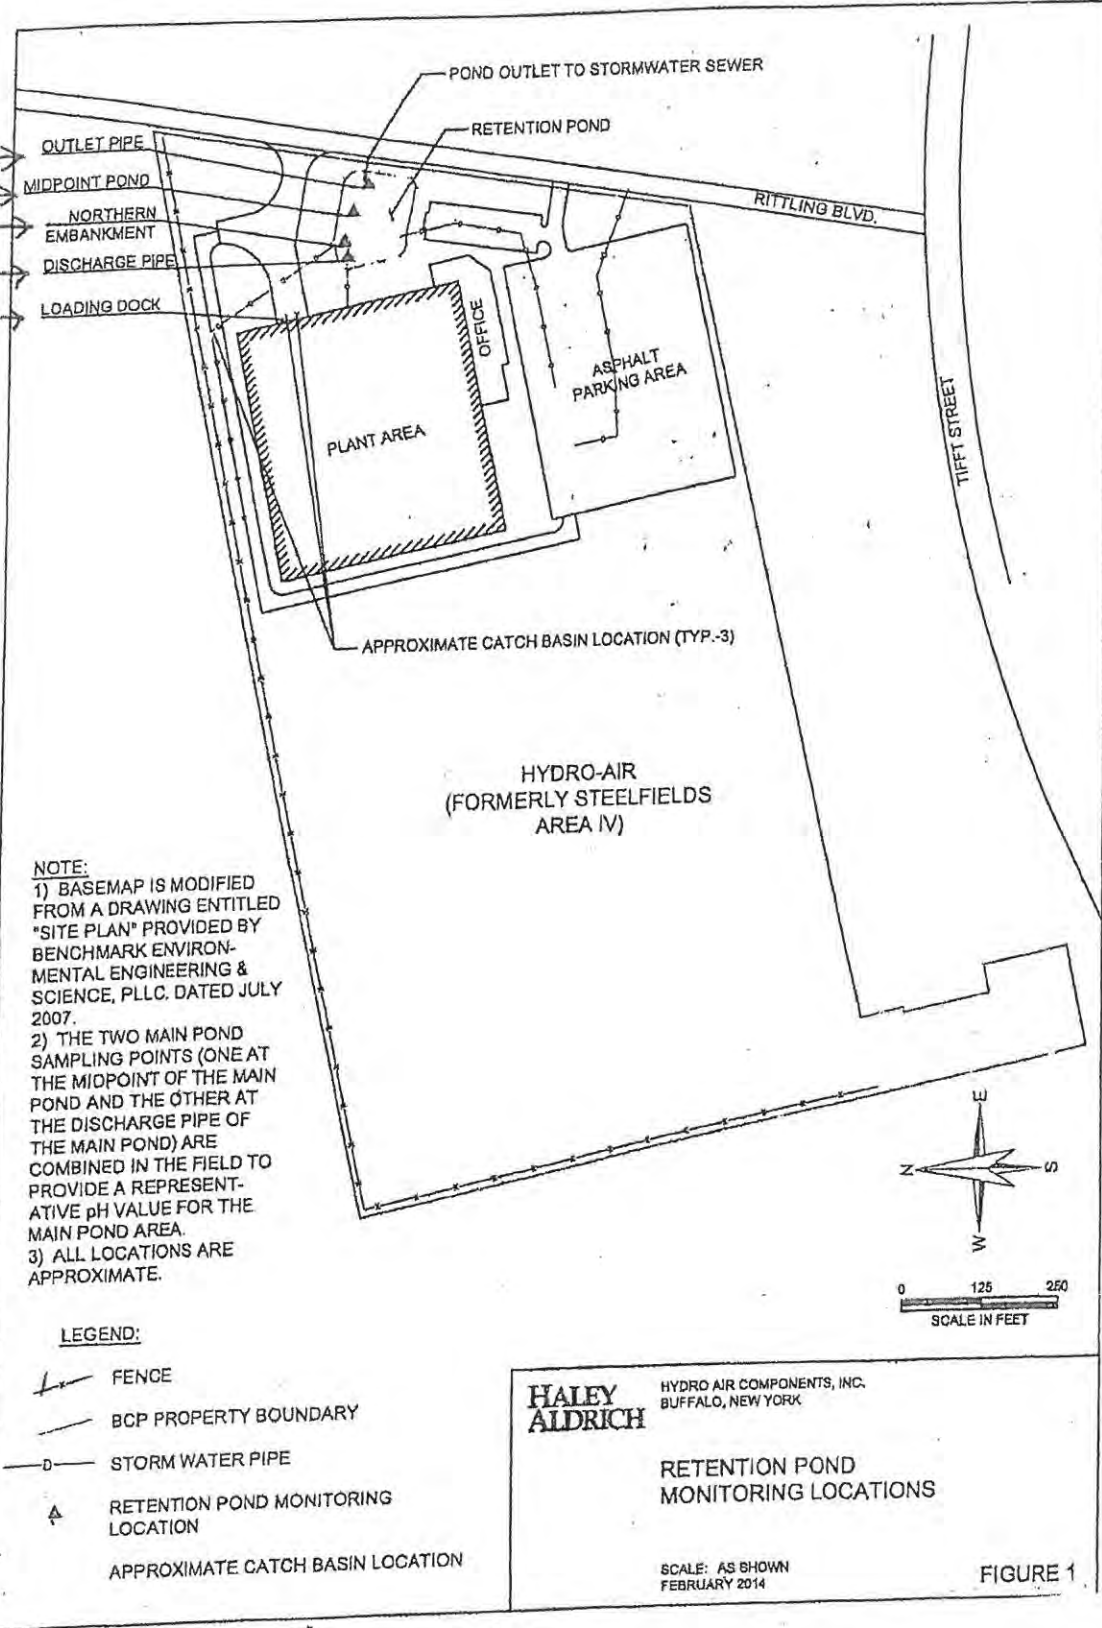 POND OUTLET TO STORMWATER SEWER
RETENTION POND
OUTLET PIPE
MIDPOINT POND
NORTHERN
EMBANKMENT
DISCHARGE PIPE
LOADING DOCK
RITTLING BLVD.
OFFICE
ASPHALT
PARKING AREA
PLANT AREA
TIFFT STREET
APPROXIMATE CATCH BASIN LOCATION (TYP.-3)
HYDRO-AIR
(FORMERLY STEELFIELDS
AREA IV)
NOTE:
1) BASEMAP IS MODIFIED
FROM A DRAWING ENTITLED
"SITE PLAN" PROVIDED BY
BENCHMARK ENVIRON-
MENTAL ENGINEERING &
SCIENCE, PLLC. DATED JULY
2007.
2) THE TWO MAIN POND
SAMPLING POINTS (ONE AT
THE MIDPOINT OF THE MAIN
POND AND THE OTHER AT
THE DISCHARGE PIPE OF
THE MAIN POND) ARE
COMBINED IN THE FIELD TO
PROVIDE A REPRESENT-
ATIVE pH VALUE FOR THE
MAIN POND AREA.
3) ALL LOCATIONS ARE
APPROXIMATE.
E
N
S
W
0 125 250
SCALE IN FEET
LEGEND:
FENCE
BCP PROPERTY BOUNDARY
STORM WATER PIPE
RETENTION POND MONITORING
LOCATION
APPROXIMATE CATCH BASIN LOCATION
HALEY
ALDRICH
HYDRO AIR COMPONENTS, INC.
BUFFALO, NEW YORK
RETENTION POND
MONITORING LOCATIONS
SCALE: AS SHOWN
FEBRUARY 2014
FIGURE 1